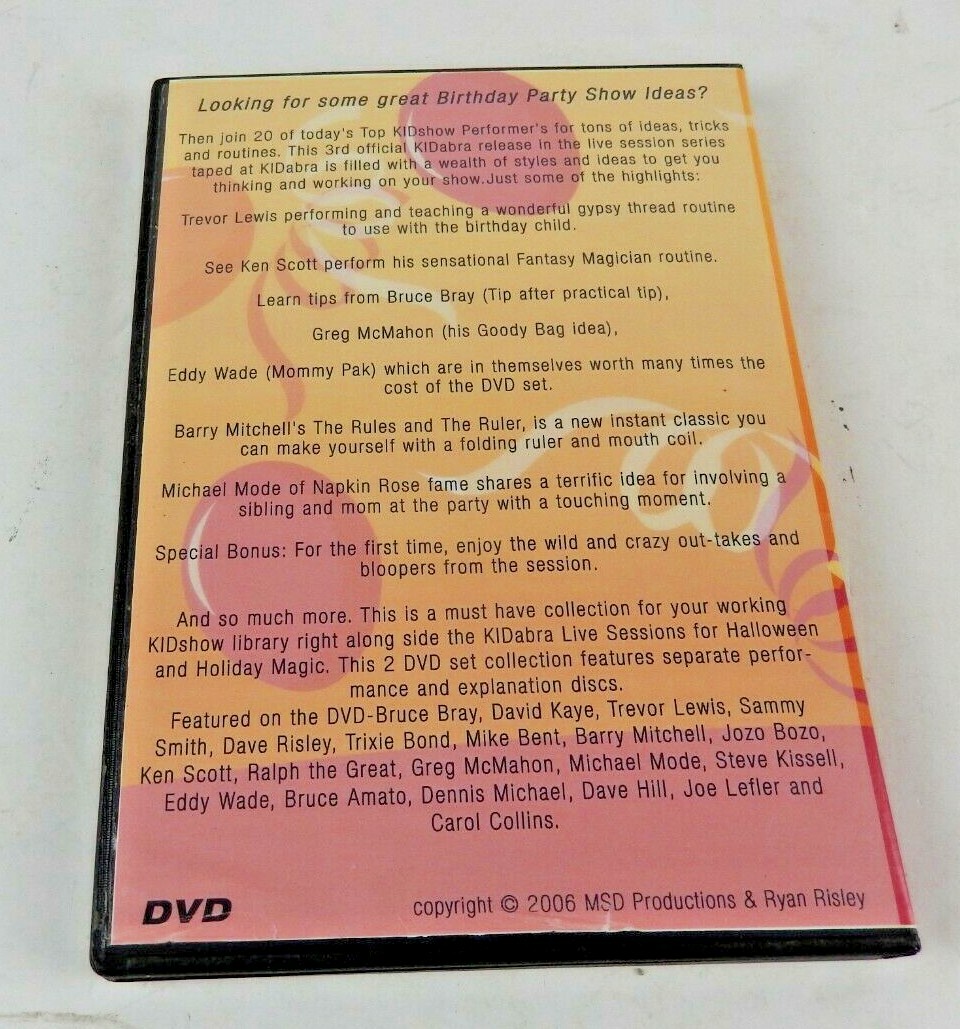 Looking for some great Birthday Party Show Ideas?
Then join 20 of today's Top KIDshow Performer's for tons of ideas, tricks
and routines. This 3rd official KIDabra release in the live session series
taped at KIDabra is filled with a wealth of styles and ideas to get you
thinking and working on your show.Just some of the highlights:
Trevor Lewis performing and teaching a wonderful gypsy thread routine
to use with the birthday child.
See Ken Scott perform his sensational Fantasy Magician routine.
Learn tips from Bruce Bray (Tip after practical tip),
Greg McMahon (his Goody Bag idea),
Eddy Wade (Mommy Pak) which are in themselves worth many times the
cost of the DVD set.
Barry Mitchell's The Rules and The Ruler, is a new instant classic you
can make yourself with a folding ruler and mouth coil.
Michael Mode of Napkin Rose fame shares a terrific idea for involving a
sibling and mom at the party with a touching moment.
Special Bonus: For the first time, enjoy the wild and crazy out-takes and
bloopers from the session.
And so much more. This is a must have collection for your working
KIDshow library right along side the KIDabra Live Sessions for Halloween
and Holiday Magic. This 2 DVD set collection features separate perfor-
mance and explanation discs.
Featured on the DVD-Bruce Bray, David Kaye, Trevor Lewis, Sammy
Smith, Dave Risley, Trixie Bond, Mike Bent, Barry Mitchell, Jozo Bozo,
Ken Scott, Ralph the Great, Greg McMahon, Michael Mode, Steve Kissell,
Eddy Wade, Bruce Amato, Dennis Michael, Dave Hill, Joe Lefler and
Carol Collins.
DVD
copyright © 2006 MSD Productions & Ryan Risley